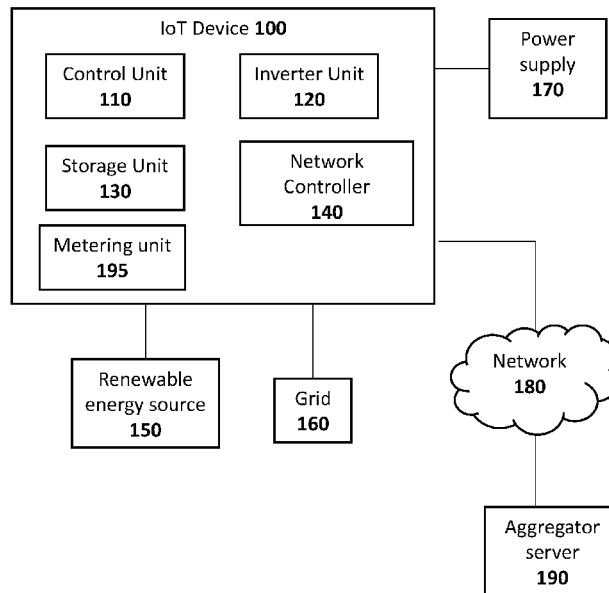 IoT Device 100
Control Unit
110
Inverter Unit
120
Storage Unit
130
Network
Controller
140
Metering unit
195
Power
supply
170
Renewable
energy source
150
Grid
160
Network
180
Aggregator
server
190